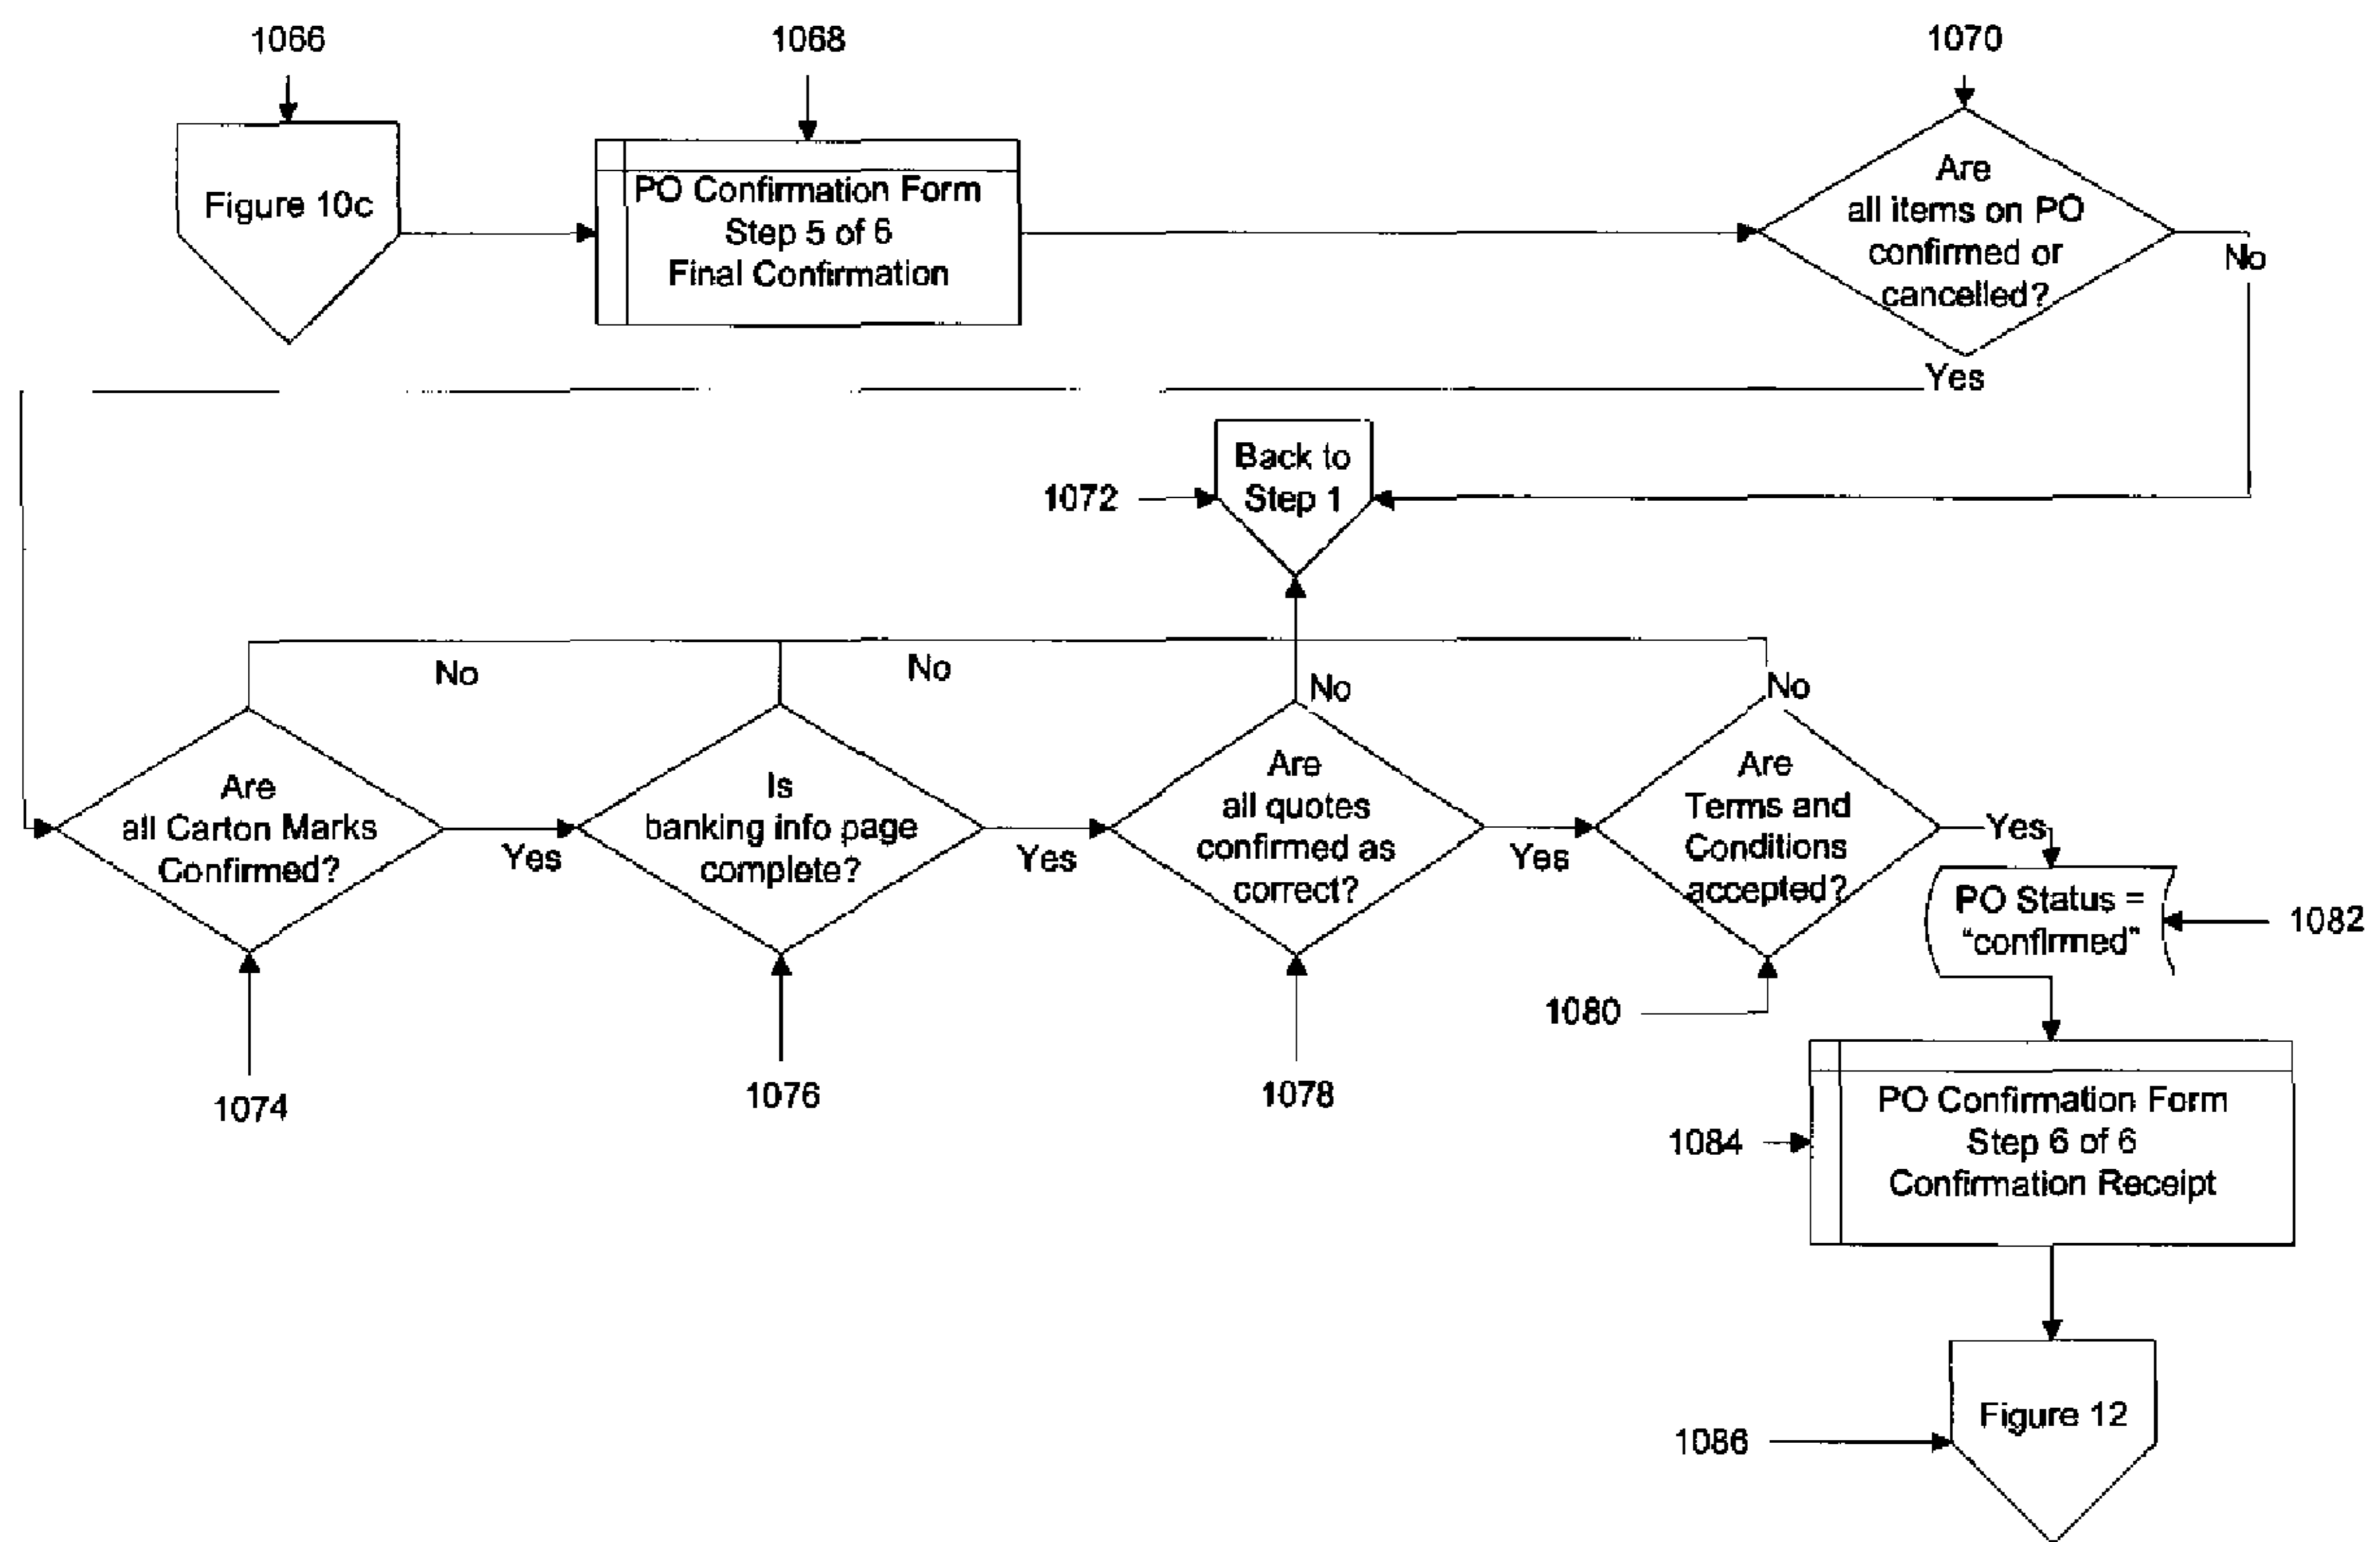 1066
1068
1070
Figure 10c
PO Confirmation Form
Step 5 of 6
Final Confirmation
Are
all items on PO
confirmed or
cancelled?
No
Yes
Back to
Step 1
1072
No
No
No
No
Are
all Carton Marks
Confirmed?
Yes
Is
banking info page
complete?
Yes
Are
all quotes
confirmed as
correct?
Yes
Are
Terms and
Conditions
accepted?
Yes
PO Status =
"confirmed"
1082
1074
1076
1078
1080
1084
PO Confirmation Form
Step 6 of 6
Confirmation Receipt
1086
Figure 12